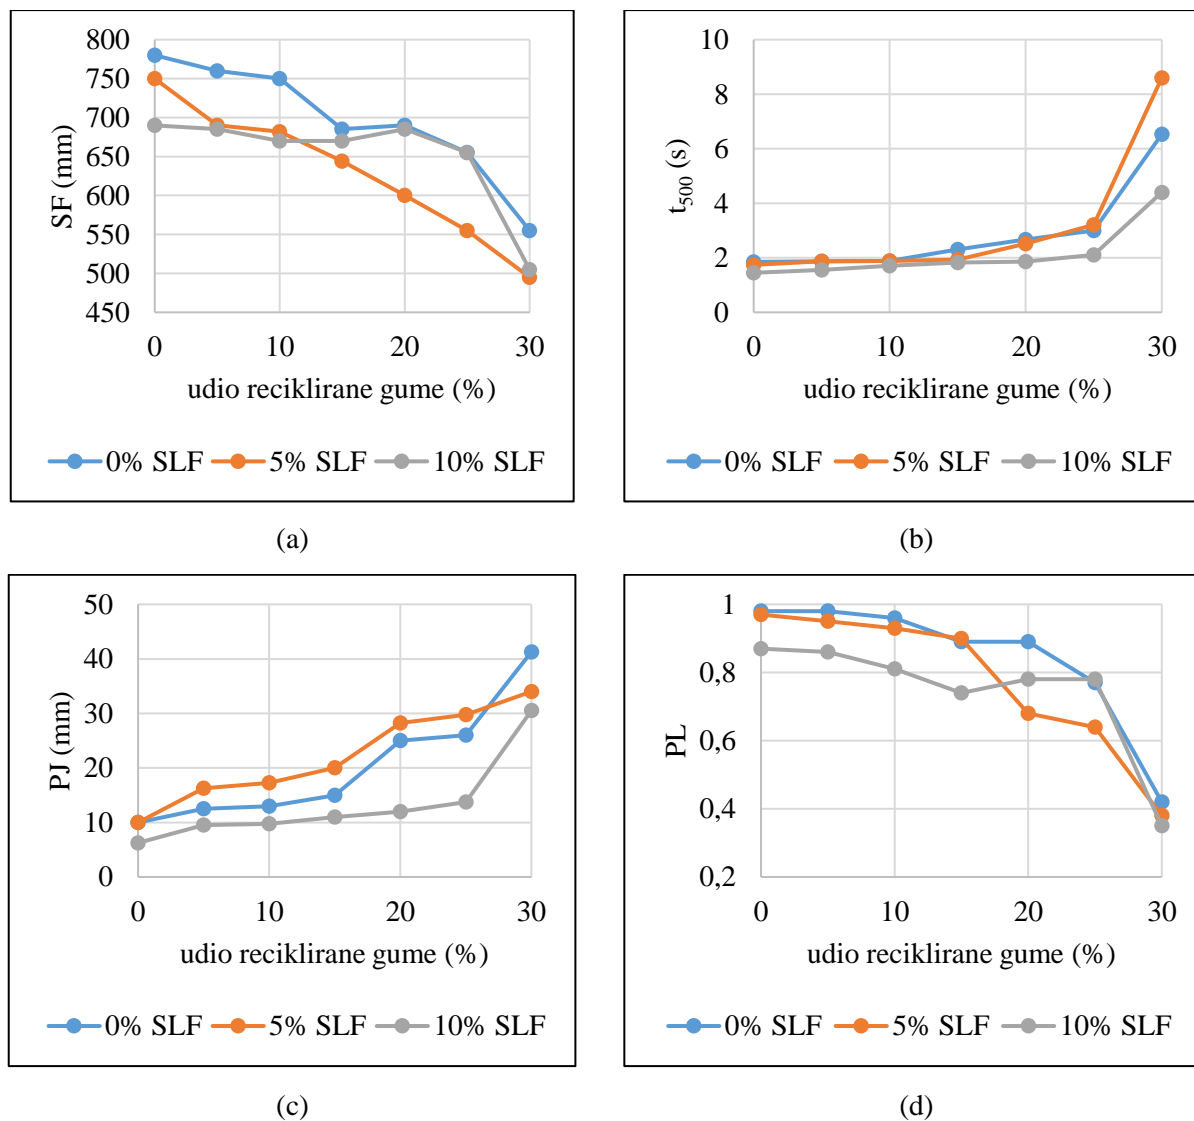 800
750
700
650
600
550
500
450
SF (mm)
0 10 20 30
udio reciklirane gume (%)
0% SLF 5% SLF 10% SLF
(a)
10
8
6
4
2
0
t500 (s)
0 10 20 30
udio reciklirane gume (%)
0% SLF 5% SLF 10% SLF
(b)
50
40
30
20
10
0
PJ (mm)
0 10 20 30
udio reciklirane gume (%)
0% SLF 5% SLF 10% SLF
(c)
1
0,8
0,6
0,4
0,2
PL
0 10 20 30
udio reciklirane gume (%)
0% SLF 5% SLF 10% SLF
(d)